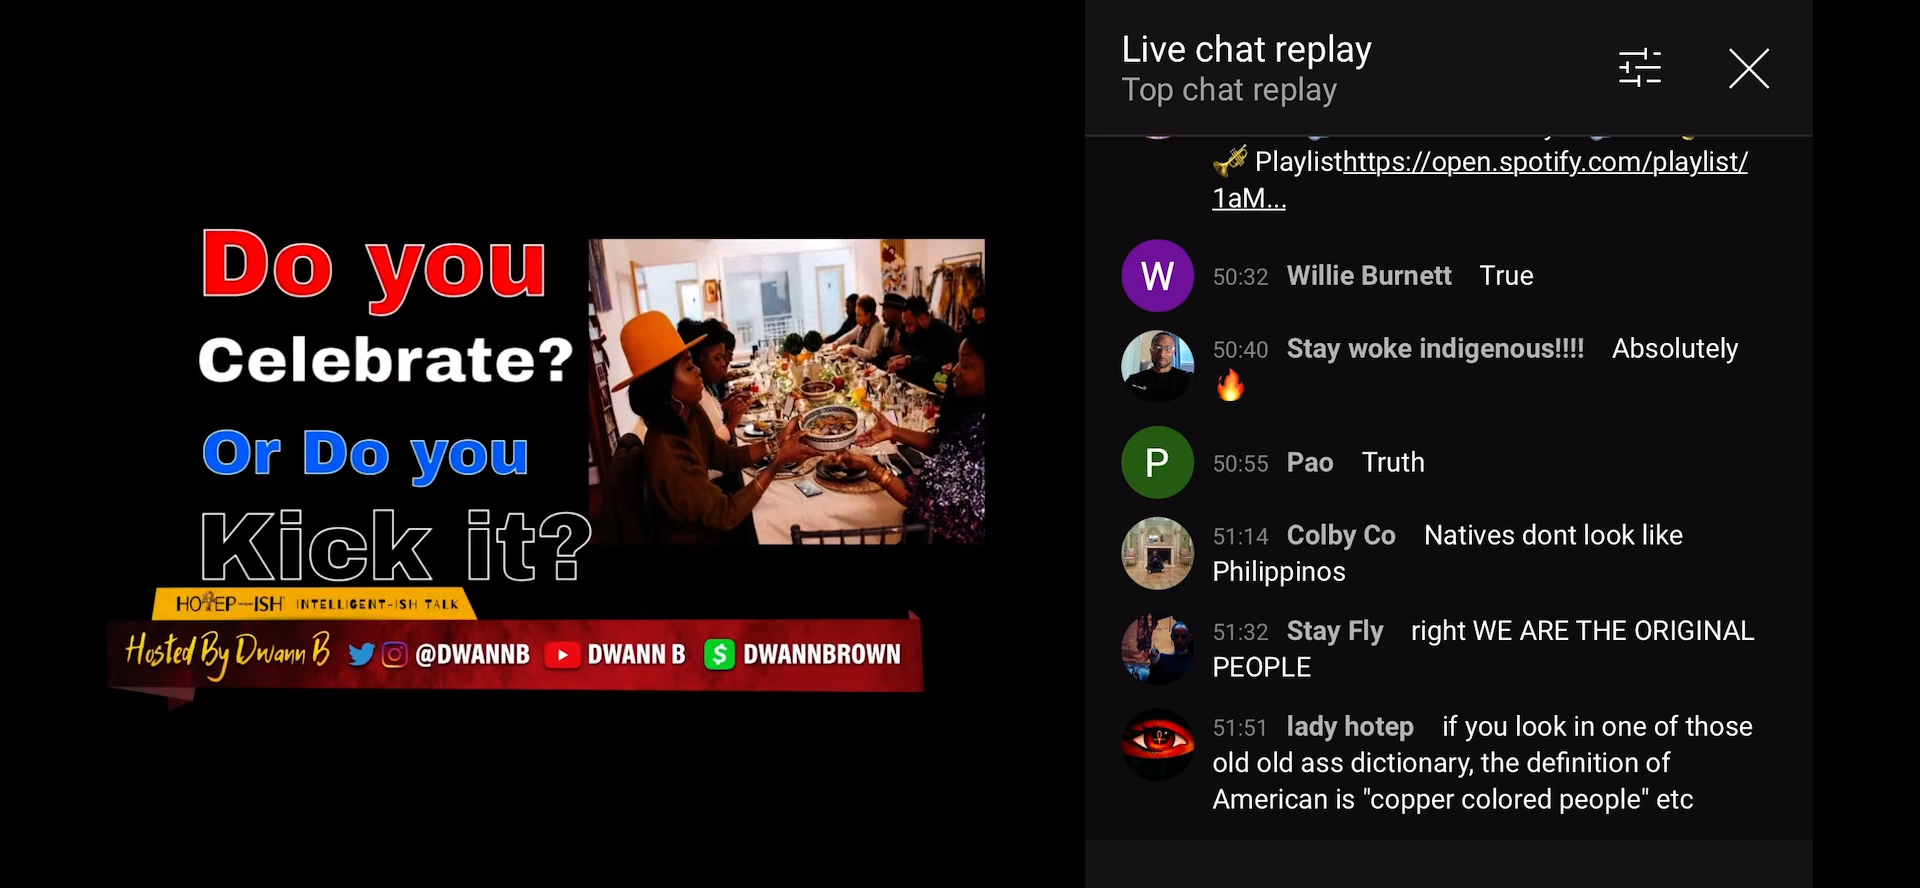 Do you
Celebrate?
Or Do you
Kick it?
HOTEP-ISH INTELLIGENT-ISH TALK
Hosted By Dwann B @DWANNB DWANN B $ DWANNBROWN
Live chat replay
Top chat replay
🎺 Playlisthttps://open.spotify.com/playlist/
1aM...
W 50:32 Willie Burnett True
50:40 Stay woke indigenous!!!! Absolutely
🔥
P 50:55 Pao Truth
51:14 Colby Co Natives dont look like
Philippinos
51:32 Stay Fly right WE ARE THE ORIGINAL
PEOPLE
51:51 lady hotep if you look in one of those
old old ass dictionary, the definition of
American is "copper colored people" etc